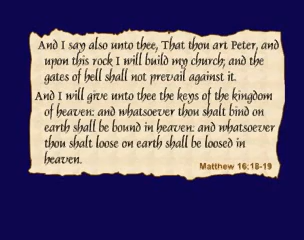 And I say also unto thee, That thou art Peter, and
upon this rock I will build my church; and the
gates of hell shall not prevail against it.
And I will give unto thee the keys of the kingdom
of heaven: and whatsoever thou shalt bind on
earth shall be bound in heaven: and whatsoever
thou shalt loose on earth shall be loosed in
heaven.
Matthew 16:18-19